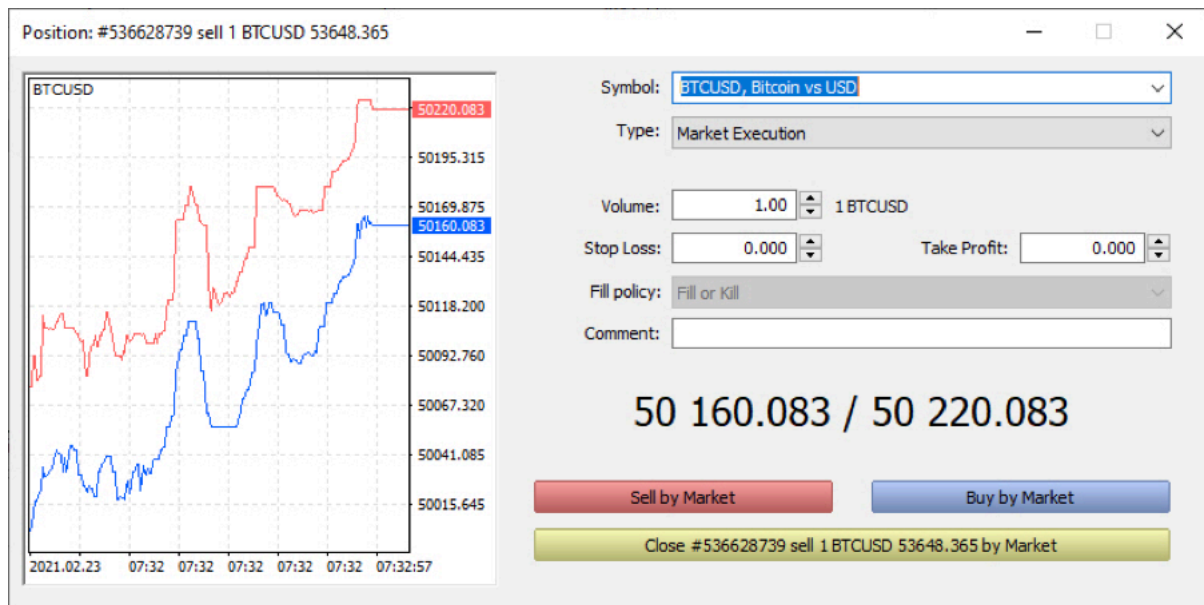 Position: #536628739 sell 1 BTCUSD 53648.365
BTCUSD
50220.083
50195.315
50169.875
50160.083
50144.435
50118.200
50092.760
50067.320
50041.085
50015.645
2021.02.23 07:32 07:32 07:32 07:32 07:32 07:32:57
Symbol: BTCUSD, Bitcoin vs USD
Type: Market Execution
Volume: 1.00 1 BTCUSD
Stop Loss: 0.000 Take Profit: 0.000
Fill policy: Fill or Kill
Comment:
50 160.083 / 50 220.083
Sell by Market Buy by Market
Close #536628739 sell 1 BTCUSD 53648.365 by Market